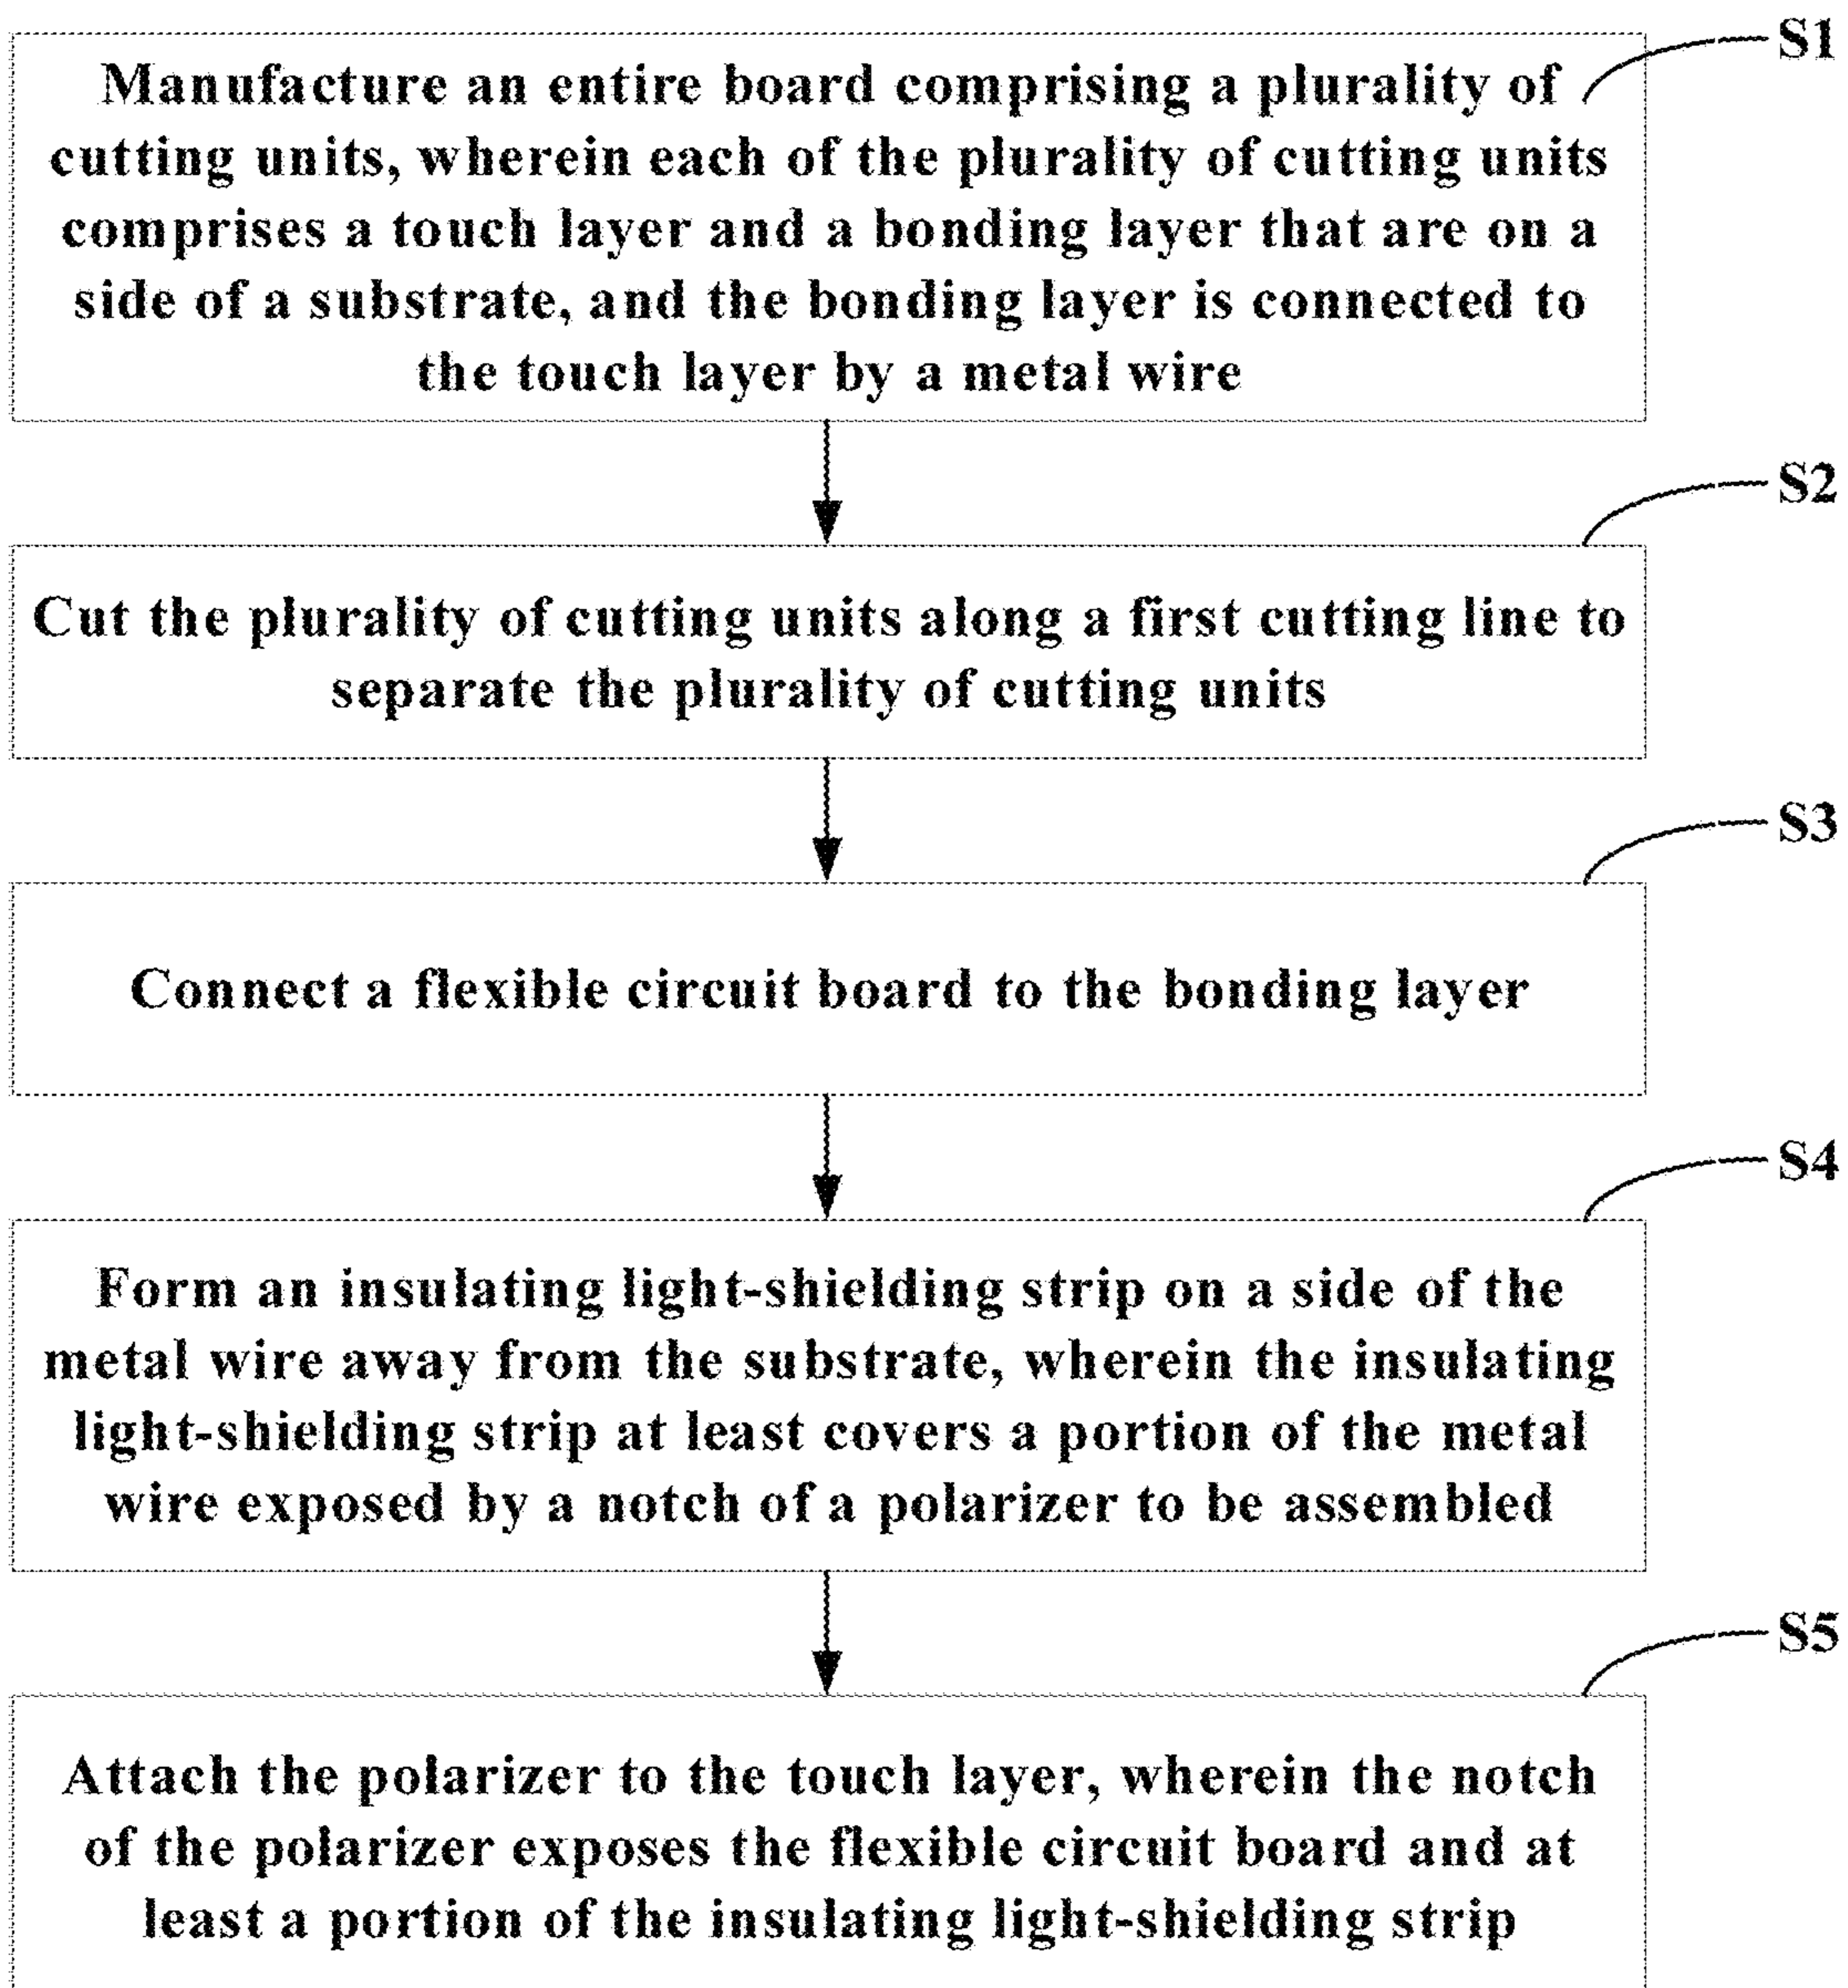 S1
Manufacture an entire board comprising a plurality of
cutting units, wherein each of the plurality of cutting units
comprises a touch layer and a bonding layer that are on a
side of a substrate, and the bonding layer is connected to
the touch layer by a metal wire
S2
Cut the plurality of cutting units along a first cutting line to
separate the plurality of cutting units
S3
Connect a flexible circuit board to the bonding layer
S4
Form an insulating light-shielding strip on a side of the
metal wire away from the substrate, wherein the insulating
light-shielding strip at least covers a portion of the metal
wire exposed by a notch of a polarizer to be assembled
S5
Attach the polarizer to the touch layer, wherein the notch
of the polarizer exposes the flexible circuit board and at
least a portion of the insulating light-shielding strip